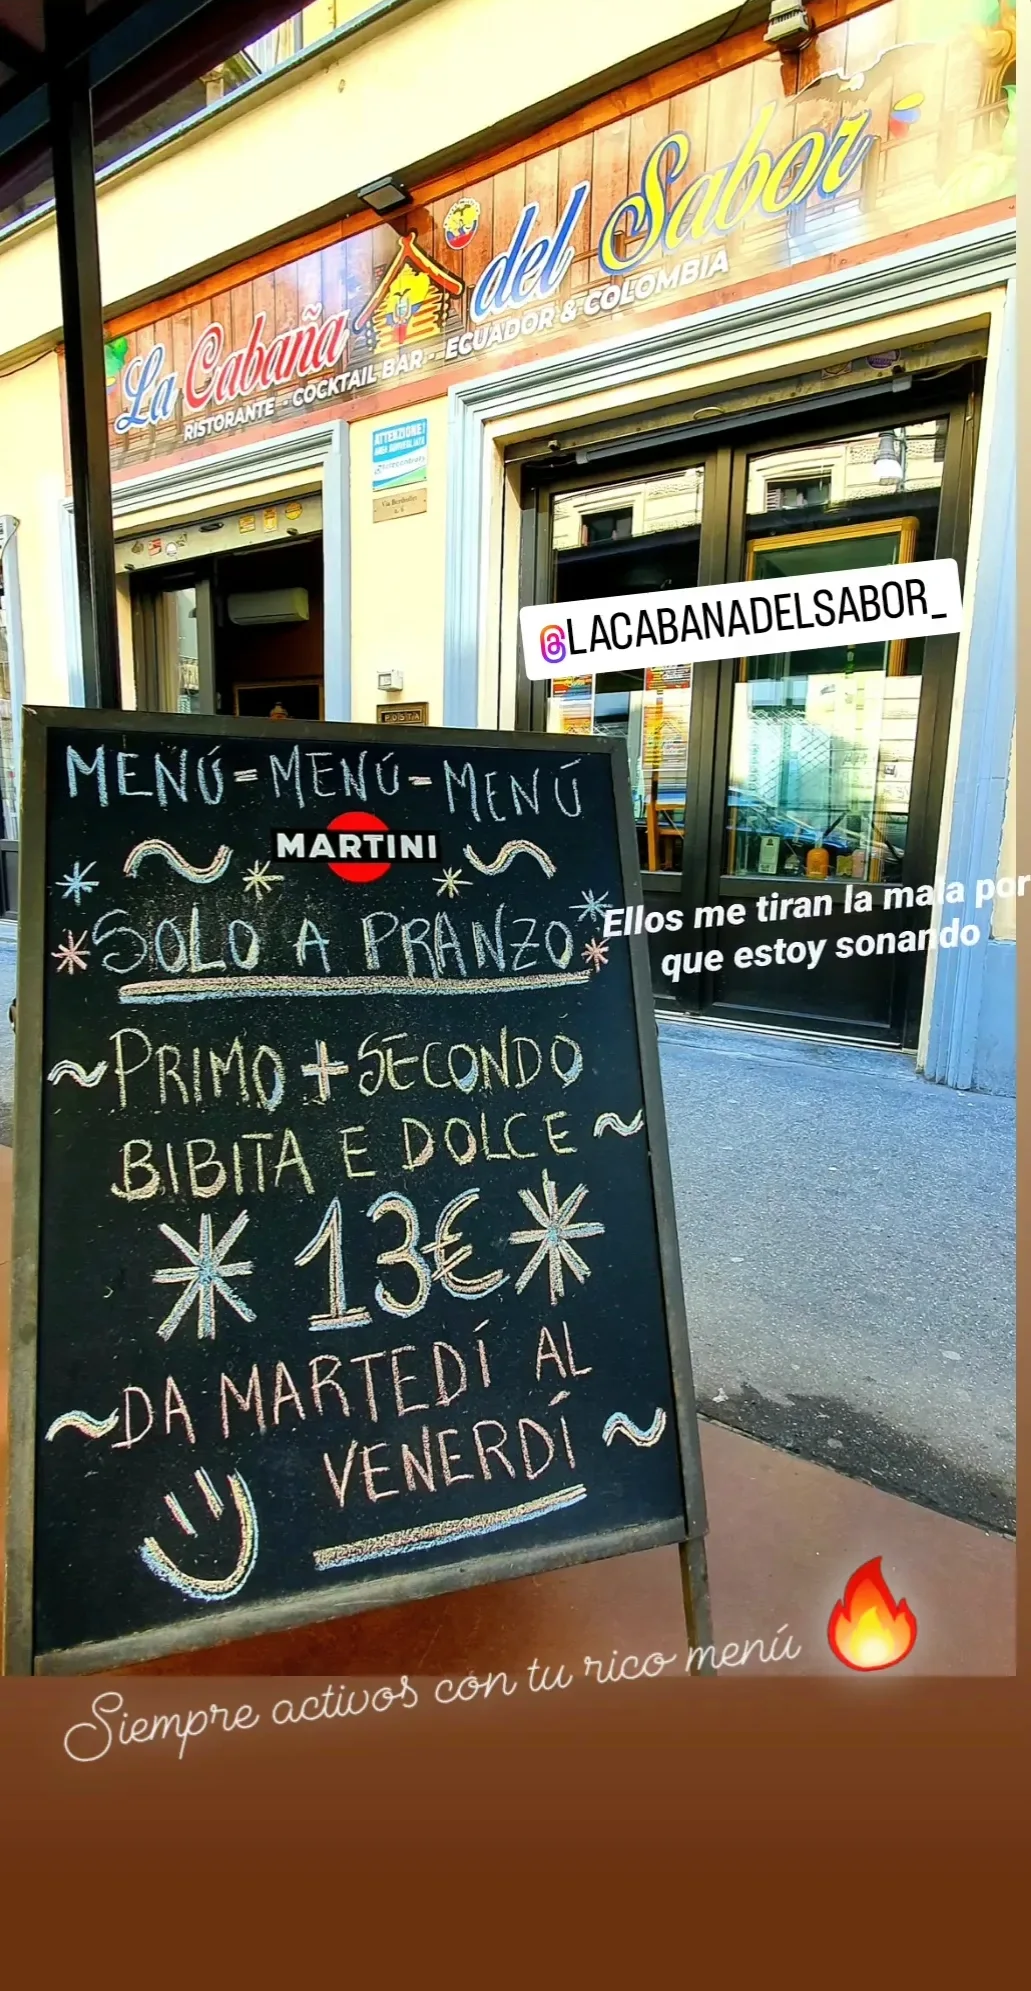 La Cabaña del Sabor
RISTORANTE - COCKTAIL BAR - ECUADOR & COLOMBIA
ATTENZIONE!
POSTA
@LACABANADELSABOR_
MENÚ=MENÚ-MENÚ
MARTINI
SOLO A PRANZO
Ellos me tiran la mala por
que estoy sonando
~PRIMO + SECONDO
BIBITA E DOLCE~
* 13€ *
~DA MARTEDÍ AL
VENERDÍ~
Siempre activos con tu rico menú 🔥